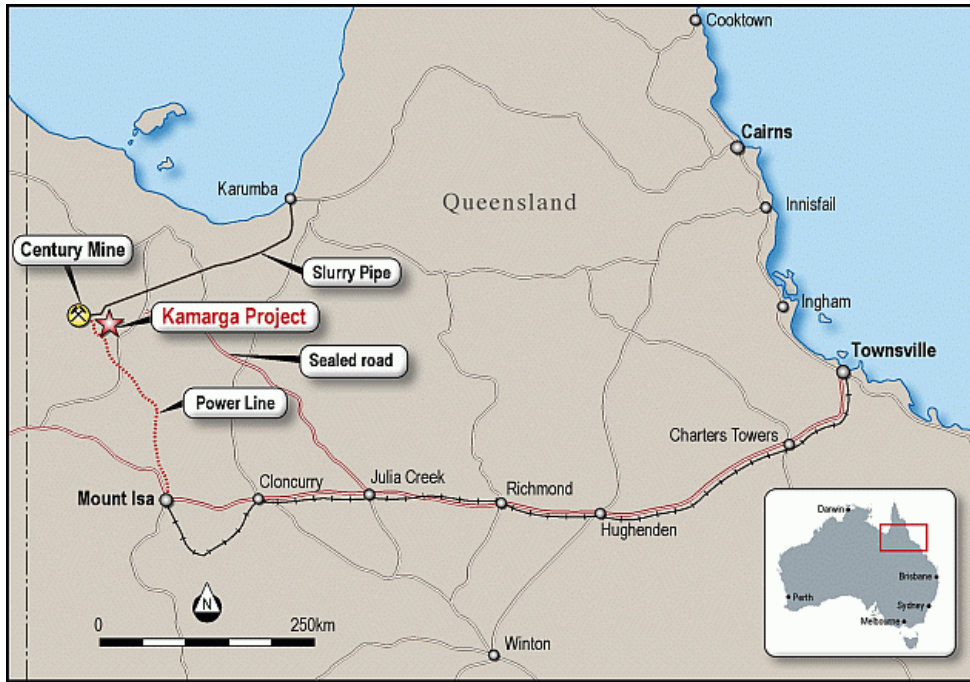 Cooktown
Cairns
Karumba
Queensland
Innisfail
Century Mine
Slurry Pipe
Ingham
Kamarga Project
Townsville
Sealed road
Power Line
Charters Towers
Julia Creek
Cloncurry
Richmond
Mount Isa
Hughenden
Darwin
N
Brisbane
Perth
Sydney
Melbourne
0 250km
Winton